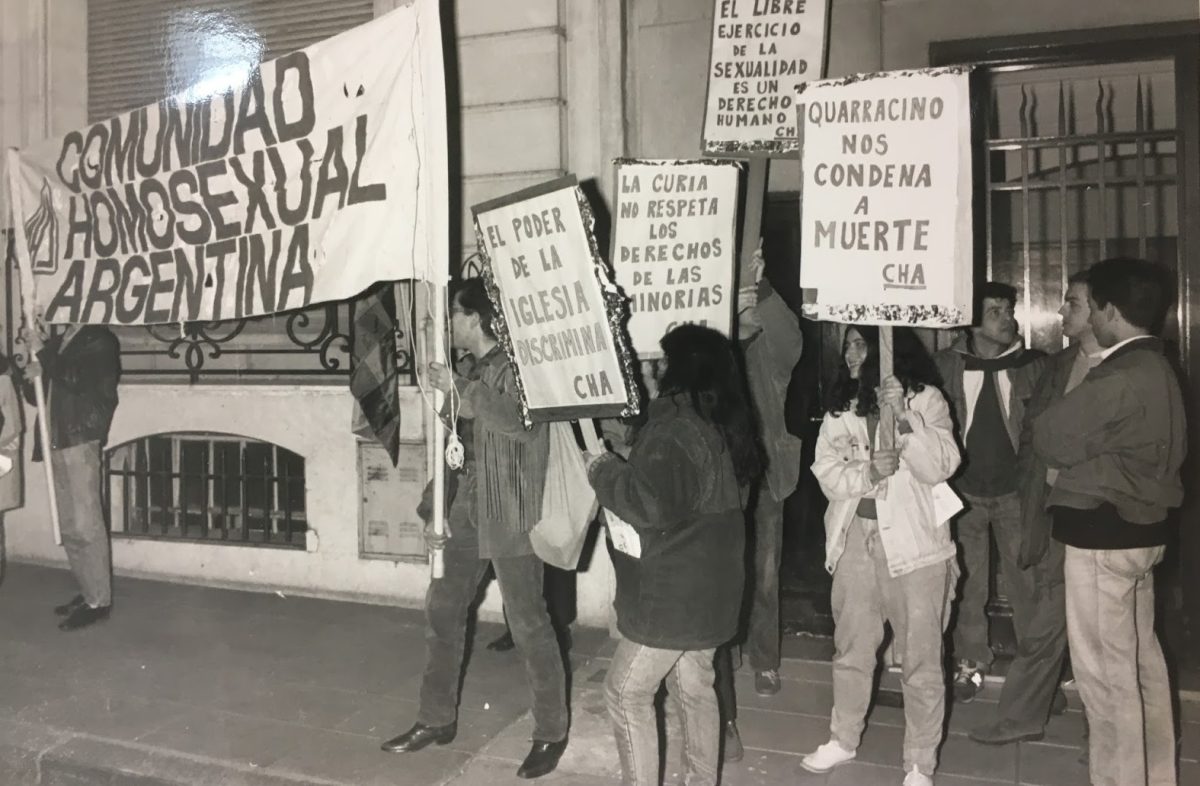 COMUNIDAD
HOMOSEXUAL
ARGENTINA
EL PODER
DE LA
IGLESIA
DISCRIMINA
CHA
LA CURIA
NO RESPETA
LOS
DERECHOS
DE LAS
MINORIAS
CHA
EL LIBRE
EJERCICIO
DE LA
SEXUALIDAD
ES UN
DERECHO
HUMANO
CH
QUARRACINO
NOS
CONDENA
A
MUERTE
CHA